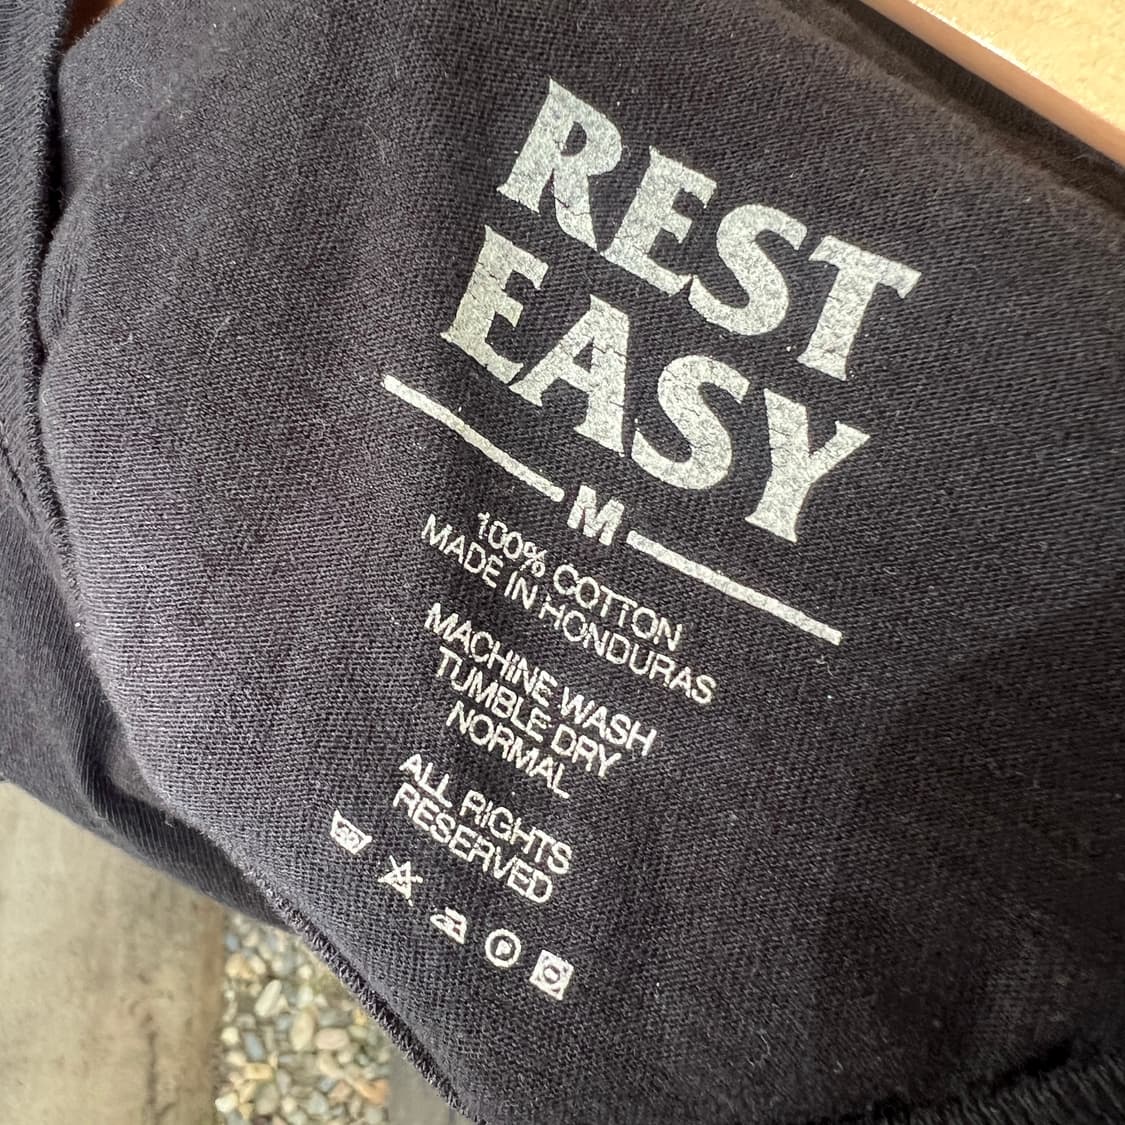 REST
EASY
M
100% COTTON
MADE IN HONDURAS
MACHINE WASH
TUMBLE DRY
NORMAL
ALL RIGHTS
RESERVED
P